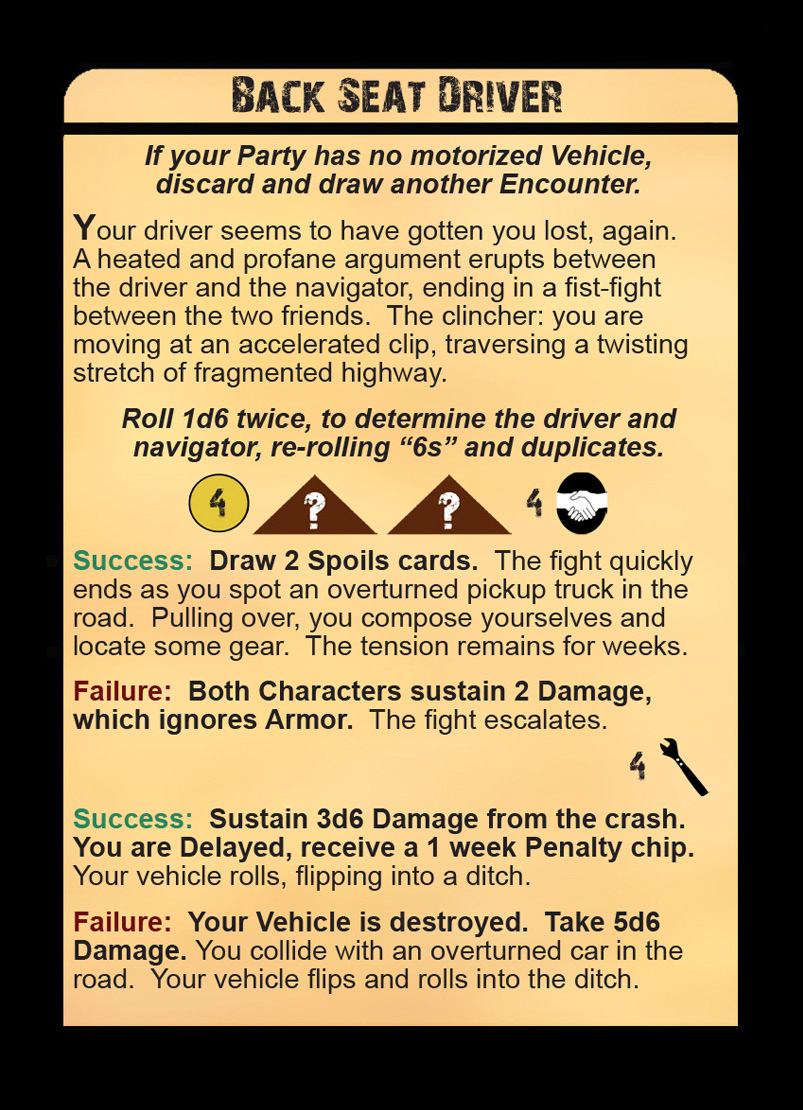 BACK SEAT DRIVER
If your Party has no motorized Vehicle,
discard and draw another Encounter.
Your driver seems to have gotten you lost, again.
A heated and profane argument erupts between
the driver and the navigator, ending in a fist-fight
between the two friends.  The clincher: you are
moving at an accelerated clip, traversing a twisting
stretch of fragmented highway.
Roll 1d6 twice, to determine the driver and
navigator, re-rolling “6s” and duplicates.
4 ? ? 4
Success:  Draw 2 Spoils cards.  The fight quickly
ends as you spot an overturned pickup truck in the
road.  Pulling over, you compose yourselves and
locate some gear.  The tension remains for weeks.
Failure:  Both Characters sustain 2 Damage,
which ignores Armor.  The fight escalates.
4
Success:  Sustain 3d6 Damage from the crash.
You are Delayed, receive a 1 week Penalty chip.
Your vehicle rolls, flipping into a ditch.
Failure:  Your Vehicle is destroyed.  Take 5d6
Damage. You collide with an overturned car in the
road.  Your vehicle flips and rolls into the ditch.